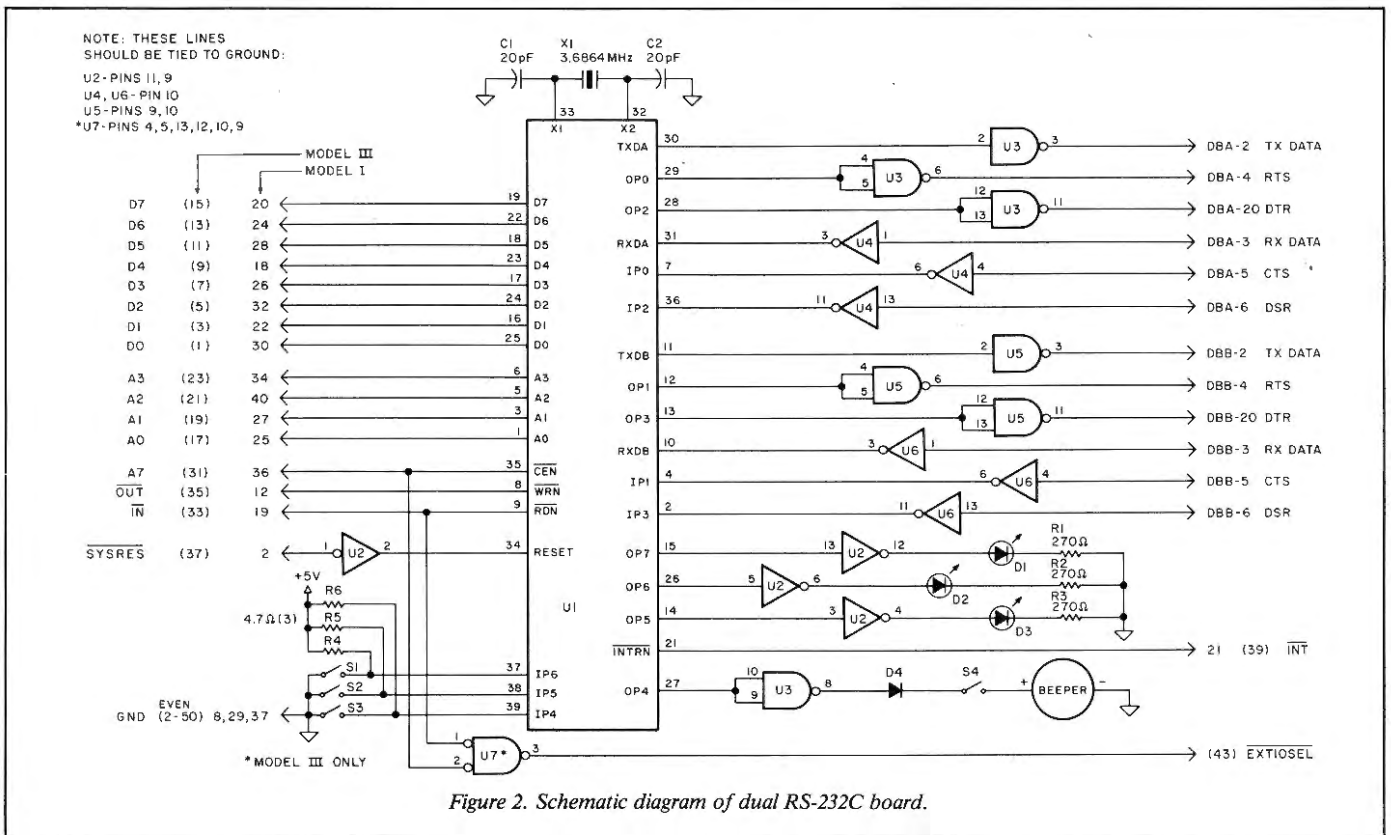 NOTE: THESE LINES
SHOULD BE TIED TO GROUND:
U2-PINS 11, 9
U4, U6-PIN 10
U5-PINS 9, 10
*U7-PINS 4, 5, 13, 12, 10, 9
MODEL III
MODEL I
C1
20pF
X1
3.6864 MHz
C2
20pF
33
X1
32
X2
D7 (15) 20 19 D7
D6 (13) 24 22 D6
D5 (11) 28 18 D5
D4 (9) 18 23 D4
D3 (7) 26 17 D3
D2 (5) 32 24 D2
D1 (3) 22 16 D1
D0 (1) 30 25 D0
A3 (23) 34 6 A3
A2 (21) 40 5 A2
A1 (19) 27 3 A1
A0 (17) 25 1 A0
A7 (31) 36 35 CEN
OUT (35) 12 8 WRN
IN (33) 19 9 RDN
SYSRES (37) 2 1 U2 2 34 RESET
+5V
R6
4.7Ω(3)
R5
R4
U1
S1 37 IP6
S2 38 IP5
S3 39 IP4
EVEN
GND (2-50) 8,29,37
*MODEL III ONLY
TXDA 30 2 U3 3 DBA-2 TX DATA
OP0 29 4 5 U3 6 DBA-4 RTS
OP2 28 12 13 U3 11 DBA-20 DTR
RXDA 31 3 U4 1 DBA-3 RX DATA
IP0 7 6 U4 4 DBA-5 CTS
IP2 36 11 U4 13 DBA-6 DSR
TXDB 11 2 U5 3 DBB-2 TX DATA
OP1 12 4 5 U5 6 DBB-4 RTS
OP3 13 12 13 U5 11 DBB-20 DTR
RXDB 10 3 U6 1 DBB-3 RX DATA
IP1 4 6 U6 4 DBB-5 CTS
IP3 2 11 U6 13 DBB-6 DSR
OP7 15 13 U2 12 D1 R1 270Ω
OP6 26 5 U2 6 D2 R2 270Ω
OP5 14 3 U2 4 D3 R3 270Ω
INTRN 21 21 (39) INT
OP4 27 10 9 U3 8 D4 S4 + BEEPER -
1 2 U7* 3 (43) EXTIOSEL
Figure 2. Schematic diagram of dual RS-232C board.